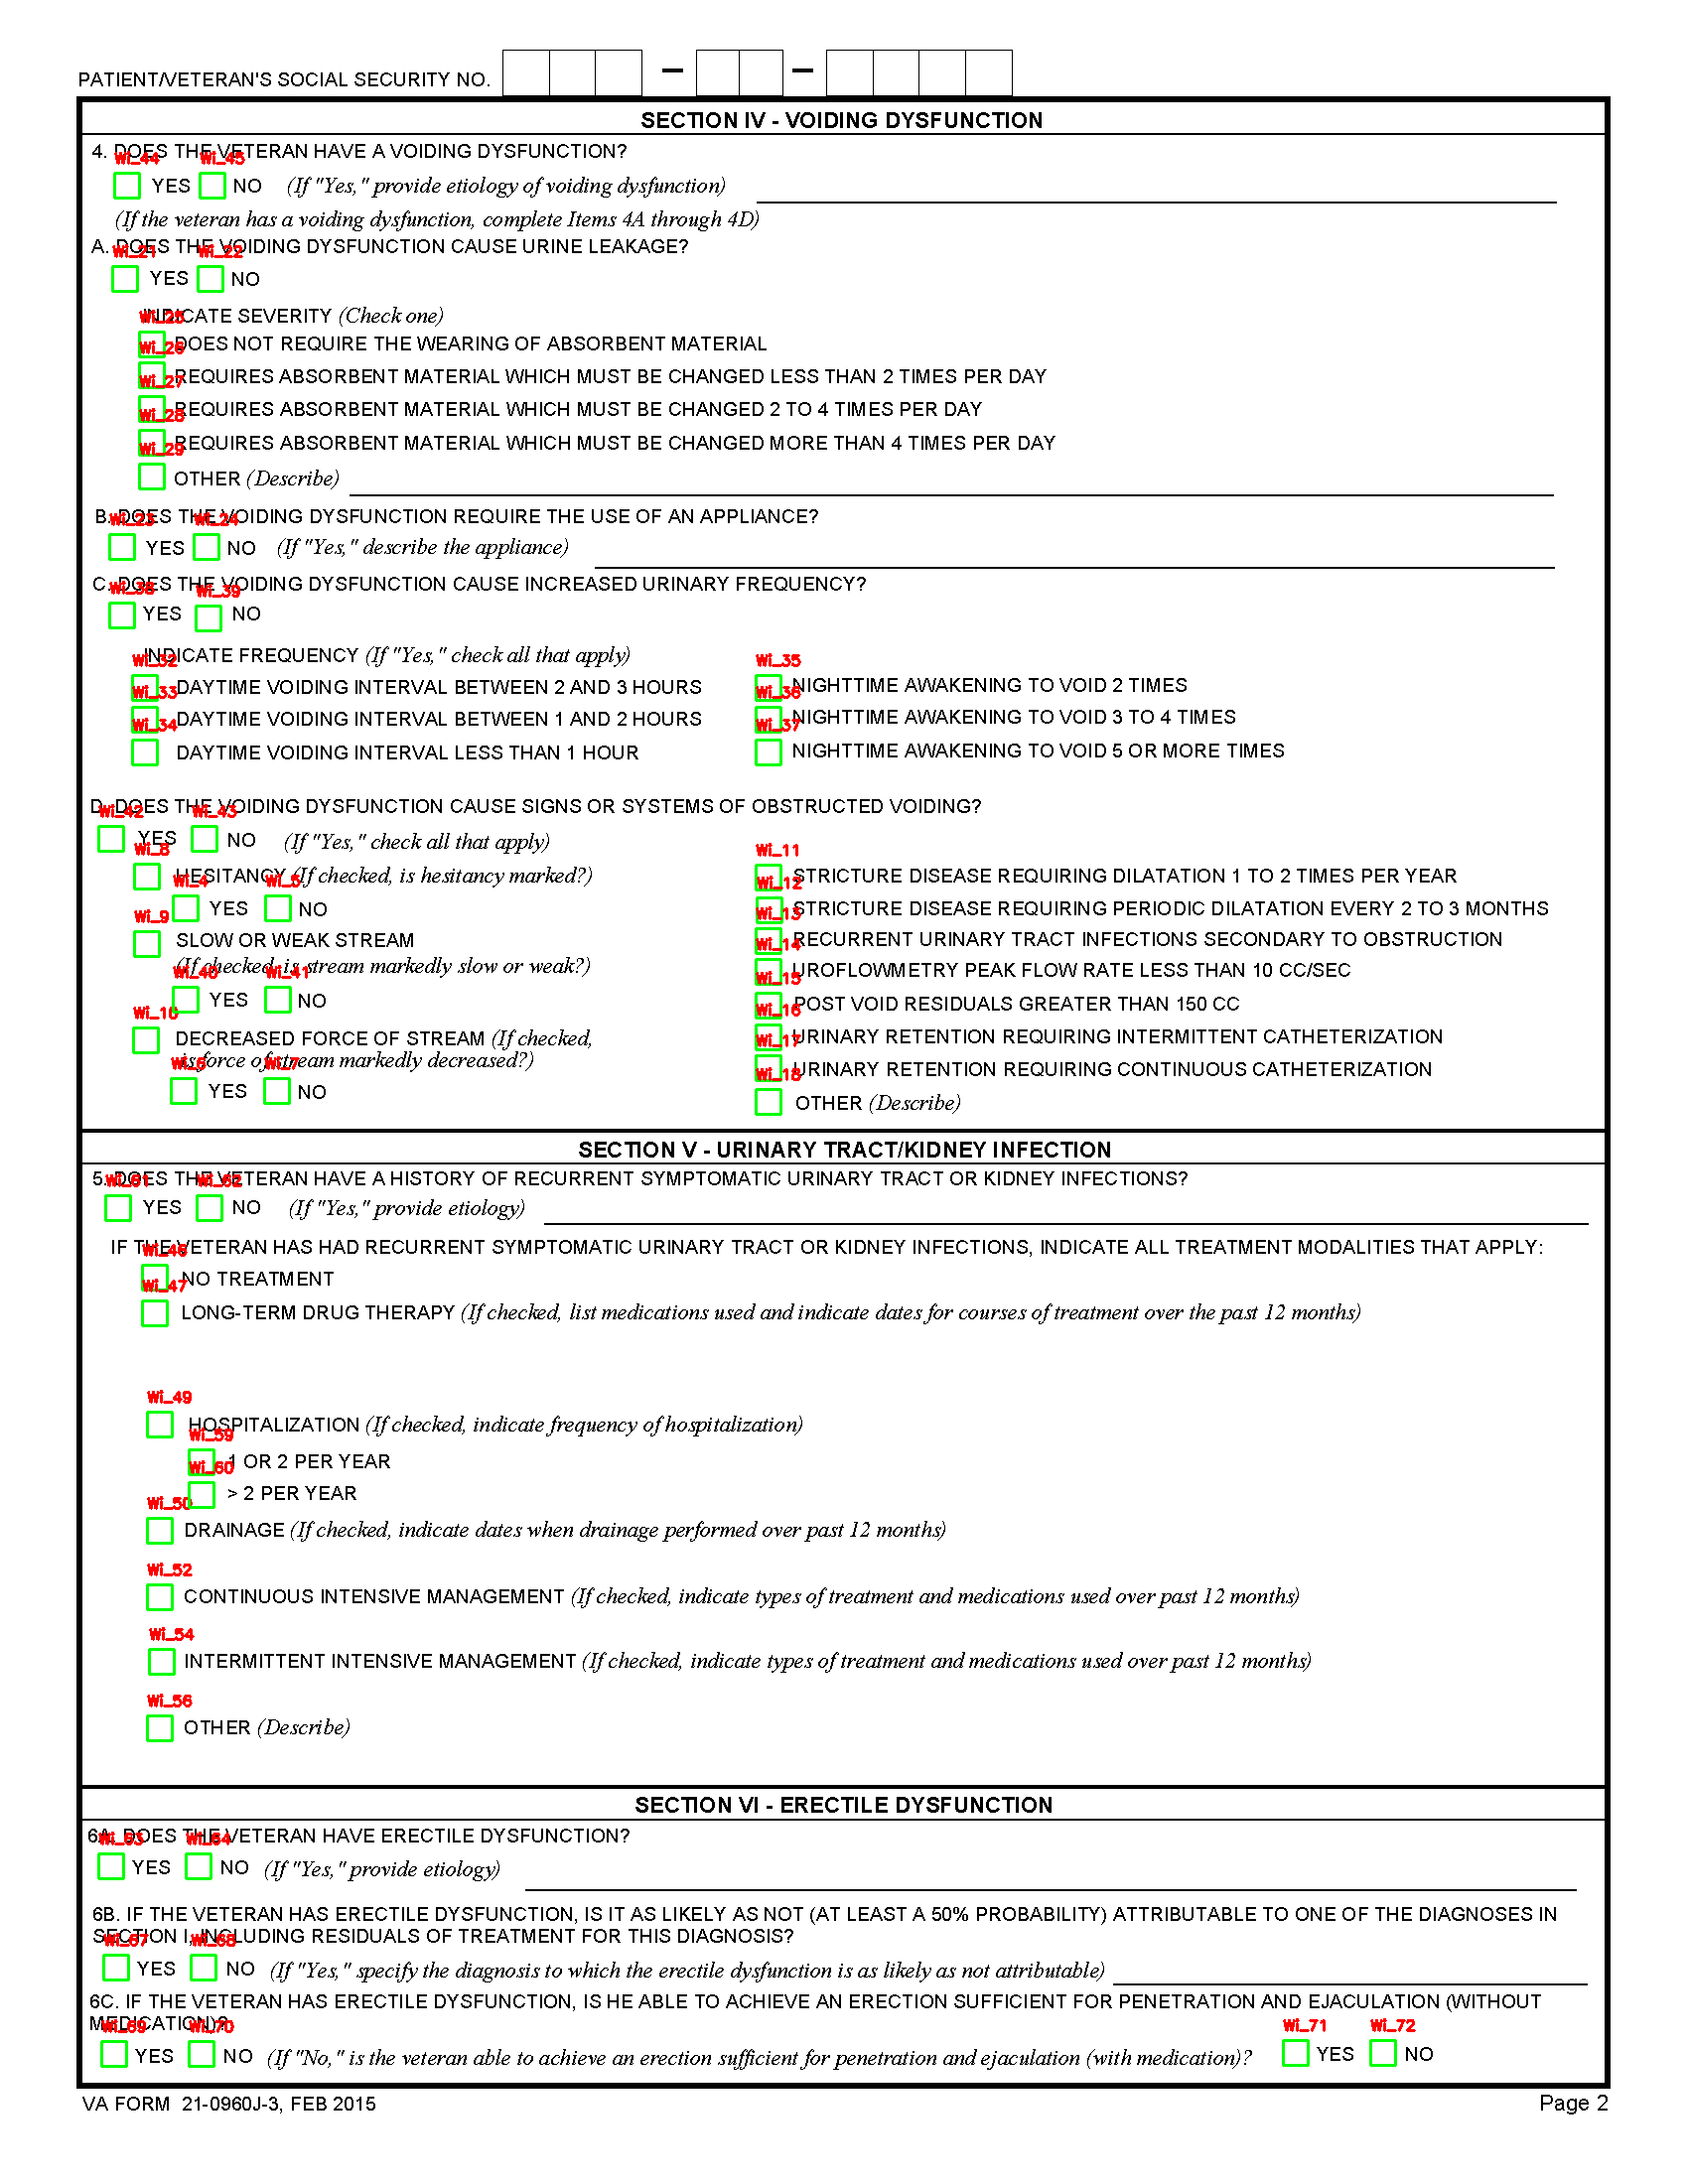 PATIENT/VETERAN'S SOCIAL SECURITY NO.
SECTION IV - VOIDING DYSFUNCTION
4. DOES THE VETERAN HAVE A VOIDING DYSFUNCTION?
Wi_44 Wi_45
YES NO (If "Yes," provide etiology of voiding dysfunction)
(If the veteran has a voiding dysfunction, complete Items 4A through 4D)
A. DOES THE VOIDING DYSFUNCTION CAUSE URINE LEAKAGE?
Wi_21 Wi_22
YES NO
INDICATE SEVERITY (Check one)
Wi_25
DOES NOT REQUIRE THE WEARING OF ABSORBENT MATERIAL
Wi_26
REQUIRES ABSORBENT MATERIAL WHICH MUST BE CHANGED LESS THAN 2 TIMES PER DAY
Wi_27
REQUIRES ABSORBENT MATERIAL WHICH MUST BE CHANGED 2 TO 4 TIMES PER DAY
Wi_28
REQUIRES ABSORBENT MATERIAL WHICH MUST BE CHANGED MORE THAN 4 TIMES PER DAY
Wi_29
OTHER (Describe)
B. DOES THE VOIDING DYSFUNCTION REQUIRE THE USE OF AN APPLIANCE?
Wi_23 Wi_24
YES NO (If "Yes," describe the appliance)
C. DOES THE VOIDING DYSFUNCTION CAUSE INCREASED URINARY FREQUENCY?
Wi_38 Wi_39
YES NO
INDICATE FREQUENCY (If "Yes," check all that apply)
Wi_32 Wi_35
DAYTIME VOIDING INTERVAL BETWEEN 2 AND 3 HOURS NIGHTTIME AWAKENING TO VOID 2 TIMES
Wi_33 Wi_36
DAYTIME VOIDING INTERVAL BETWEEN 1 AND 2 HOURS NIGHTTIME AWAKENING TO VOID 3 TO 4 TIMES
Wi_34 Wi_37
DAYTIME VOIDING INTERVAL LESS THAN 1 HOUR NIGHTTIME AWAKENING TO VOID 5 OR MORE TIMES
D. DOES THE VOIDING DYSFUNCTION CAUSE SIGNS OR SYSTEMS OF OBSTRUCTED VOIDING?
Wi_42 Wi_43
YES NO (If "Yes," check all that apply)
Wi_8
HESITANCY (If checked, is hesitancy marked?)
Wi_4 Wi_5
YES NO
Wi_9
SLOW OR WEAK STREAM
(If checked, is stream markedly slow or weak?)
Wi_40 Wi_41
YES NO
Wi_10
DECREASED FORCE OF STREAM (If checked,
is force of stream markedly decreased?)
Wi_6 Wi_7
YES NO
Wi_11
STRICTURE DISEASE REQUIRING DILATATION 1 TO 2 TIMES PER YEAR
Wi_12
STRICTURE DISEASE REQUIRING PERIODIC DILATATION EVERY 2 TO 3 MONTHS
Wi_13
RECURRENT URINARY TRACT INFECTIONS SECONDARY TO OBSTRUCTION
Wi_14
UROFLOWMETRY PEAK FLOW RATE LESS THAN 10 CC/SEC
Wi_15
POST VOID RESIDUALS GREATER THAN 150 CC
Wi_16
URINARY RETENTION REQUIRING INTERMITTENT CATHETERIZATION
Wi_17
URINARY RETENTION REQUIRING CONTINUOUS CATHETERIZATION
Wi_18
OTHER (Describe)
SECTION V - URINARY TRACT/KIDNEY INFECTION
5. DOES THE VETERAN HAVE A HISTORY OF RECURRENT SYMPTOMATIC URINARY TRACT OR KIDNEY INFECTIONS?
Wi_61 Wi_62
YES NO (If "Yes," provide etiology)
IF THE VETERAN HAS HAD RECURRENT SYMPTOMATIC URINARY TRACT OR KIDNEY INFECTIONS, INDICATE ALL TREATMENT MODALITIES THAT APPLY:
Wi_46
NO TREATMENT
Wi_47
LONG-TERM DRUG THERAPY (If checked, list medications used and indicate dates for courses of treatment over the past 12 months)
Wi_49
HOSPITALIZATION (If checked, indicate frequency of hospitalization)
Wi_59
1 OR 2 PER YEAR
Wi_60
> 2 PER YEAR
Wi_50
DRAINAGE (If checked, indicate dates when drainage performed over past 12 months)
Wi_52
CONTINUOUS INTENSIVE MANAGEMENT (If checked, indicate types of treatment and medications used over past 12 months)
Wi_54
INTERMITTENT INTENSIVE MANAGEMENT (If checked, indicate types of treatment and medications used over past 12 months)
Wi_56
OTHER (Describe)
SECTION VI - ERECTILE DYSFUNCTION
6A. DOES THE VETERAN HAVE ERECTILE DYSFUNCTION?
Wi_63 Wi_64
YES NO (If "Yes," provide etiology)
6B. IF THE VETERAN HAS ERECTILE DYSFUNCTION, IS IT AS LIKELY AS NOT (AT LEAST A 50% PROBABILITY) ATTRIBUTABLE TO ONE OF THE DIAGNOSES IN
SECTION I, INCLUDING RESIDUALS OF TREATMENT FOR THIS DIAGNOSIS?
Wi_67 Wi_68
YES NO (If "Yes," specify the diagnosis to which the erectile dysfunction is as likely as not attributable)
6C. IF THE VETERAN HAS ERECTILE DYSFUNCTION, IS HE ABLE TO ACHIEVE AN ERECTION SUFFICIENT FOR PENETRATION AND EJACULATION (WITHOUT
MEDICATION)?
Wi_69 Wi_70 Wi_71 Wi_72
YES NO (If "No," is the veteran able to achieve an erection sufficient for penetration and ejaculation (with medication)? YES NO
VA FORM 21-0960J-3, FEB 2015 Page 2